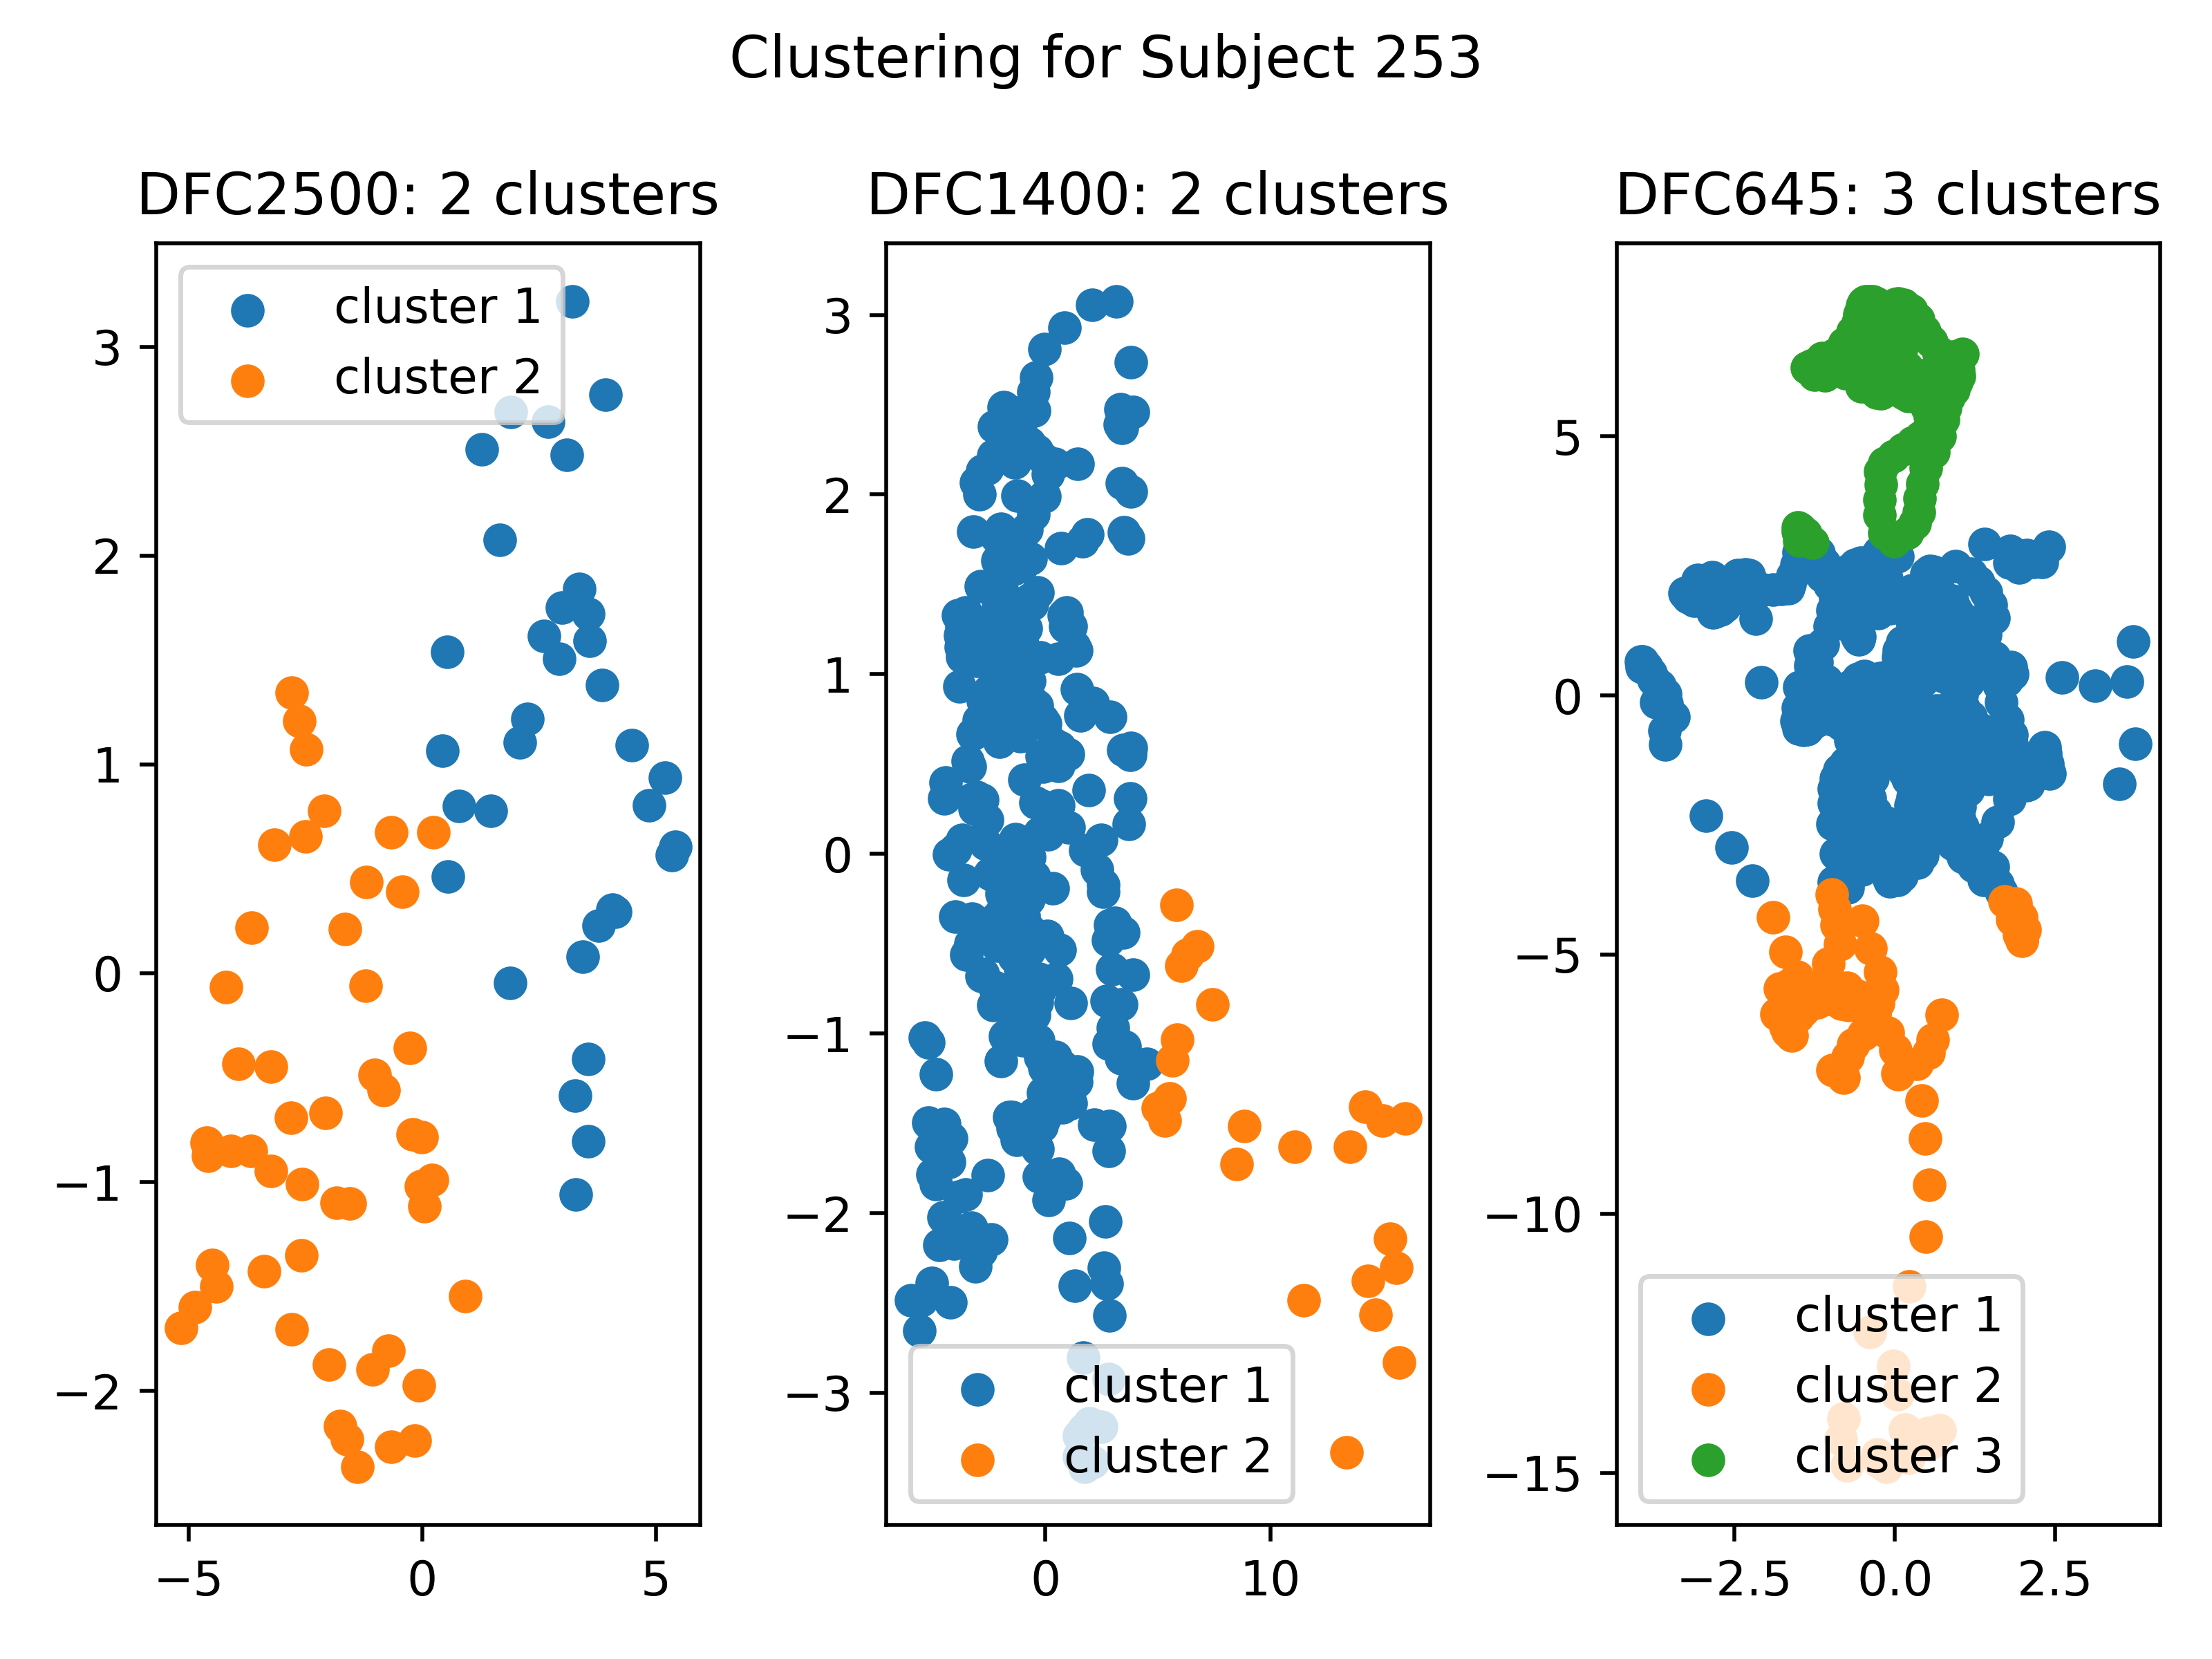 Clustering for Subject 253
DFC2500: 2 clusters
cluster 1
cluster 2
3
2
1
0
−1
−2
−5
0
5
DFC1400: 2 clusters
3
2
1
0
−1
−2
−3
cluster 1
cluster 2
0
10
DFC645: 3 clusters
5
0
−5
−10
−15
cluster 1
cluster 2
cluster 3
−2.5
0.0
2.5